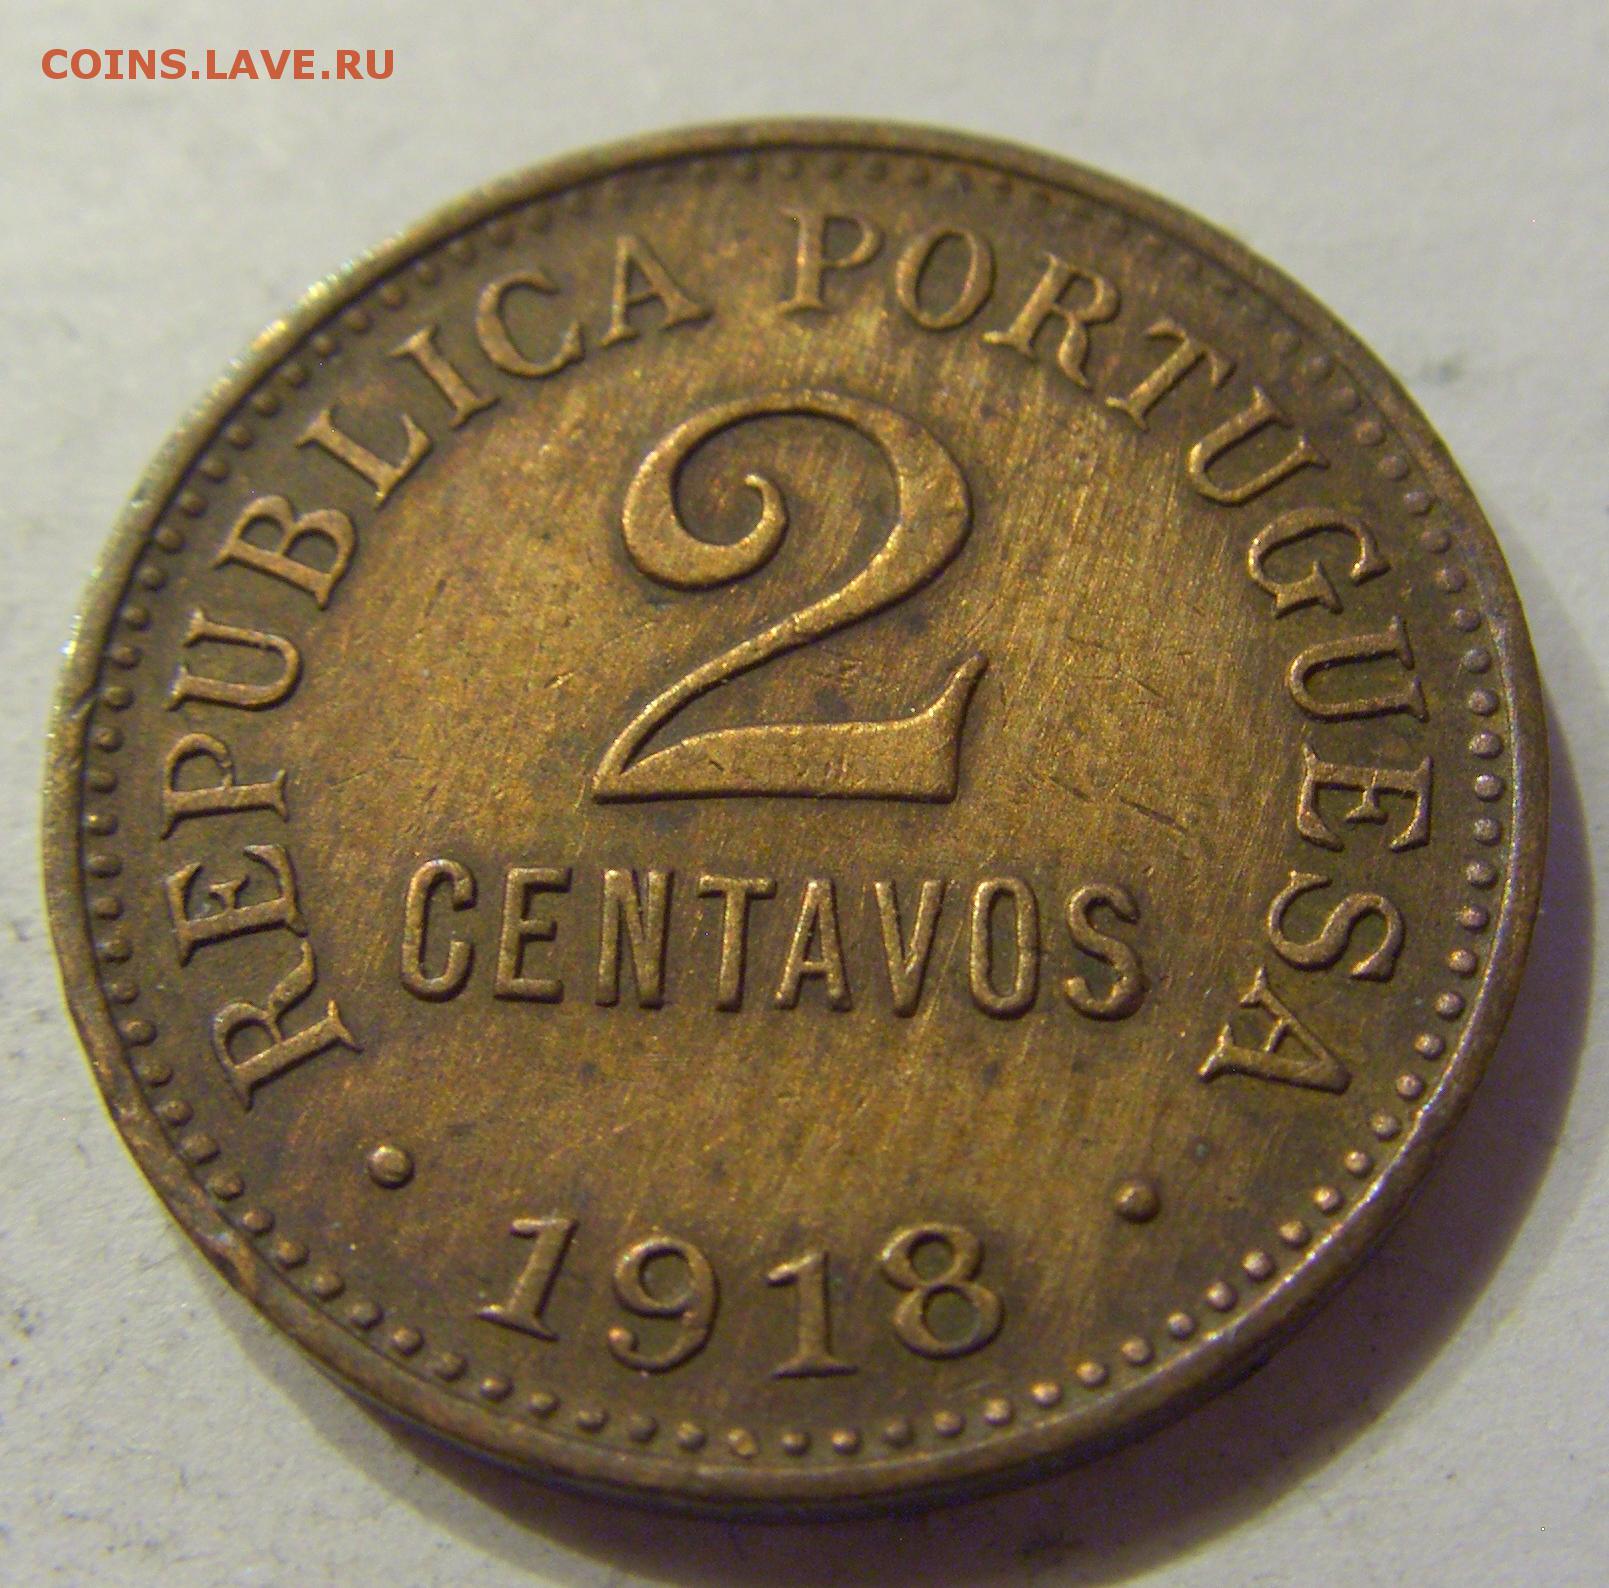 COINS.LAVE.RU
REPUBLICA PORTUGUESA
2
CENTAVOS
• 1918 •